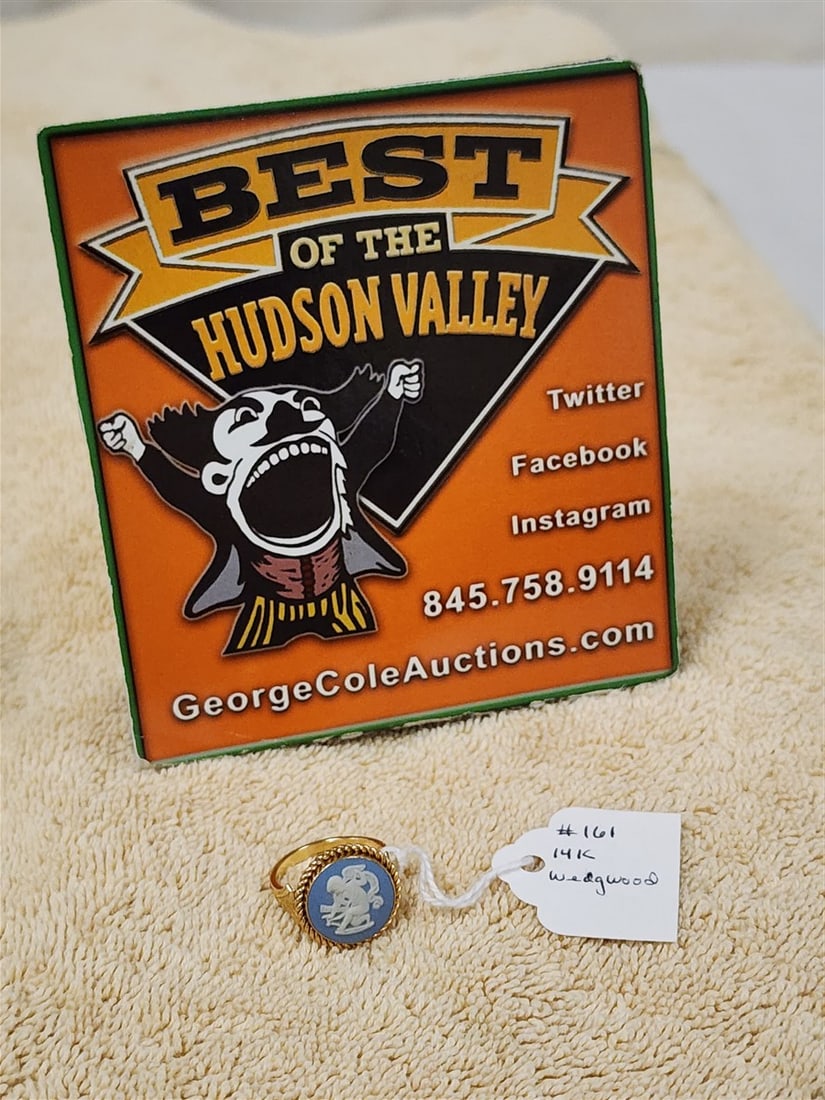 BEST
OF THE
HUDSON VALLEY
Twitter
Facebook
Instagram
845.758.9114
GeorgeColeAuctions.com
#161
14K
Wedgwood